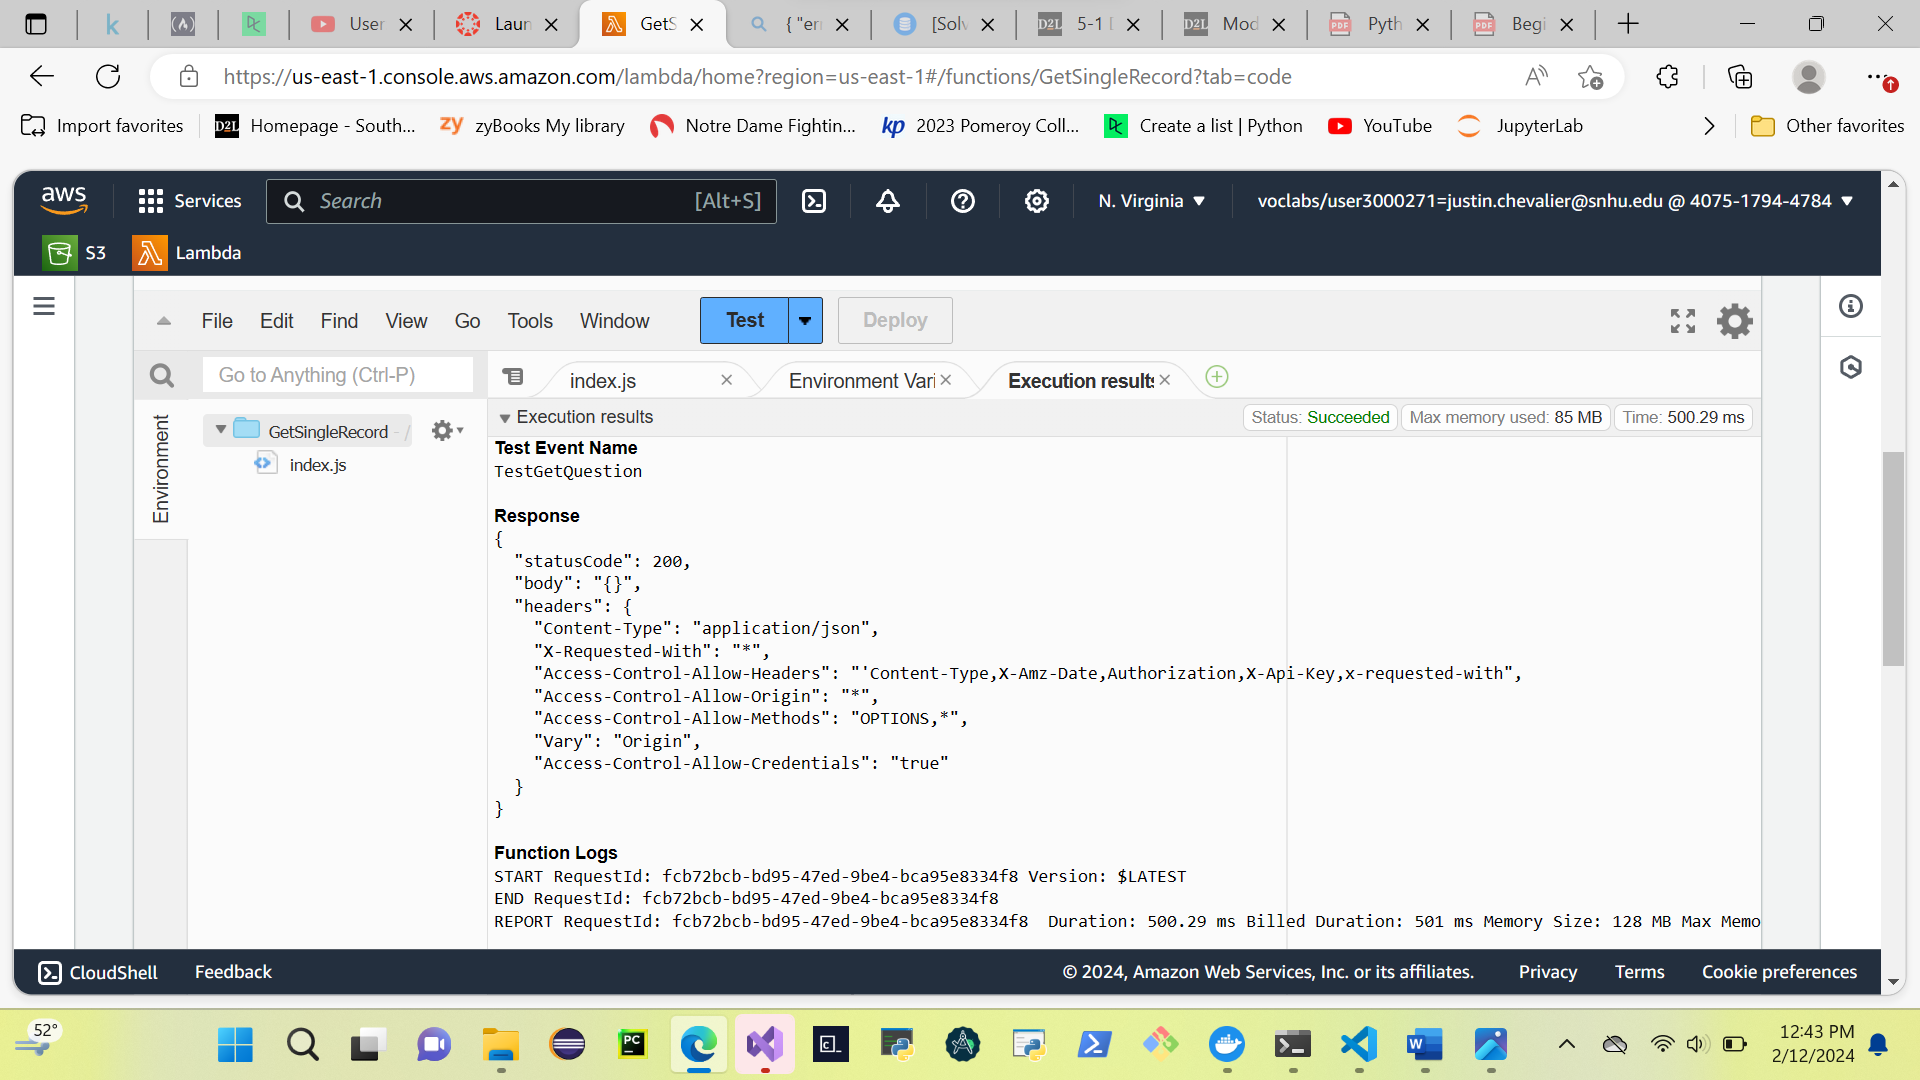 User
Laun
GetS
{ "err
[Solv
D2L
5-1 D
D2L
Mod
PDF
Pyth
PDF
Begi
https://us-east-1.console.aws.amazon.com/lambda/home?region=us-east-1#/functions/GetSingleRecord?tab=code
Import favorites
D2L Homepage - South...
zy zyBooks My library
Notre Dame Fightin...
kp 2023 Pomeroy Coll...
Create a list | Python
YouTube
JupyterLab
Other favorites
aws
Services
Search
[Alt+S]
N. Virginia
voclabs/user3000271=justin.chevalier@snhu.edu @ 4075-1794-4784
S3
Lambda
File
Edit
Find
View
Go
Tools
Window
Test
Deploy
Go to Anything (Ctrl-P)
index.js
Environment Vari
Execution results
Environment
GetSingleRecord - /
index.js
Execution results
Status: Succeeded
Max memory used: 85 MB
Time: 500.29 ms
Test Event Name
TestGetQuestion
Response
{
"statusCode": 200,
"body": "{}",
"headers": {
"Content-Type": "application/json",
"X-Requested-With": "*",
"Access-Control-Allow-Headers": "'Content-Type,X-Amz-Date,Authorization,X-Api-Key,x-requested-with",
"Access-Control-Allow-Origin": "*",
"Access-Control-Allow-Methods": "OPTIONS,*",
"Vary": "Origin",
"Access-Control-Allow-Credentials": "true"
}
}
Function Logs
START RequestId: fcb72bcb-bd95-47ed-9be4-bca95e8334f8 Version: $LATEST
END RequestId: fcb72bcb-bd95-47ed-9be4-bca95e8334f8
REPORT RequestId: fcb72bcb-bd95-47ed-9be4-bca95e8334f8 Duration: 500.29 ms Billed Duration: 501 ms Memory Size: 128 MB Max Memo
CloudShell
Feedback
© 2024, Amazon Web Services, Inc. or its affiliates.
Privacy
Terms
Cookie preferences
52°
PC
12:43 PM
2/12/2024